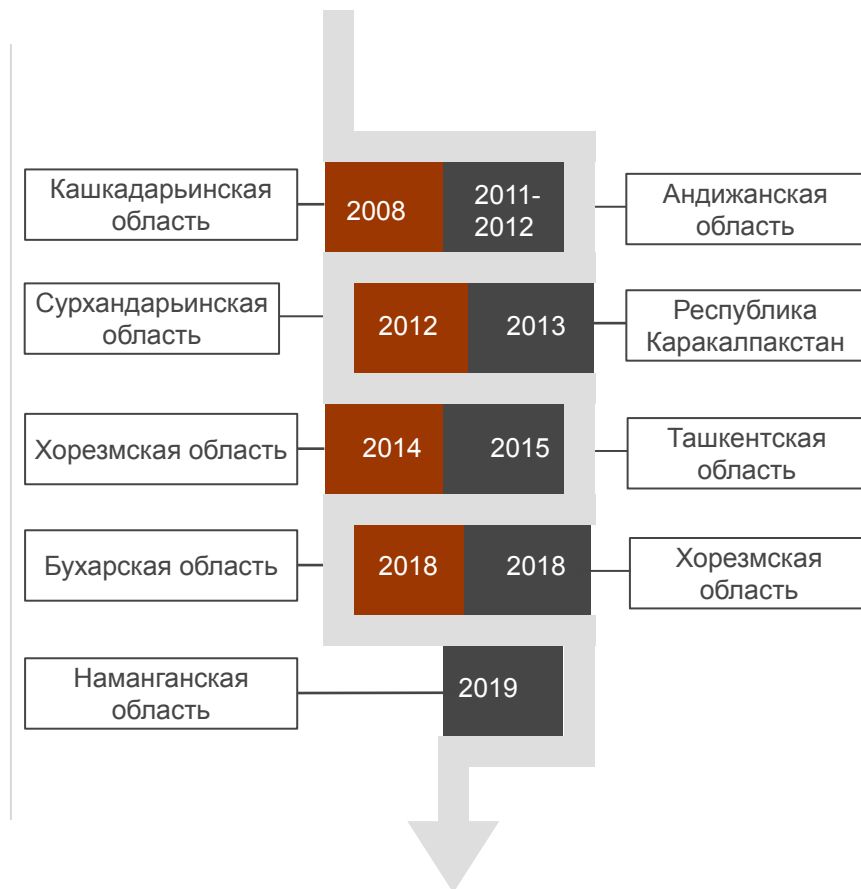 Кашкадарьинская
область
2008
2011-
2012
Андижанская
область
Сурхандарьинская
область
2012
2013
Республика
Каракалпакстан
Хорезмская область
2014
2015
Ташкентская
область
Бухарская область
2018
2018
Хорезмская
область
Наманганская
область
2019